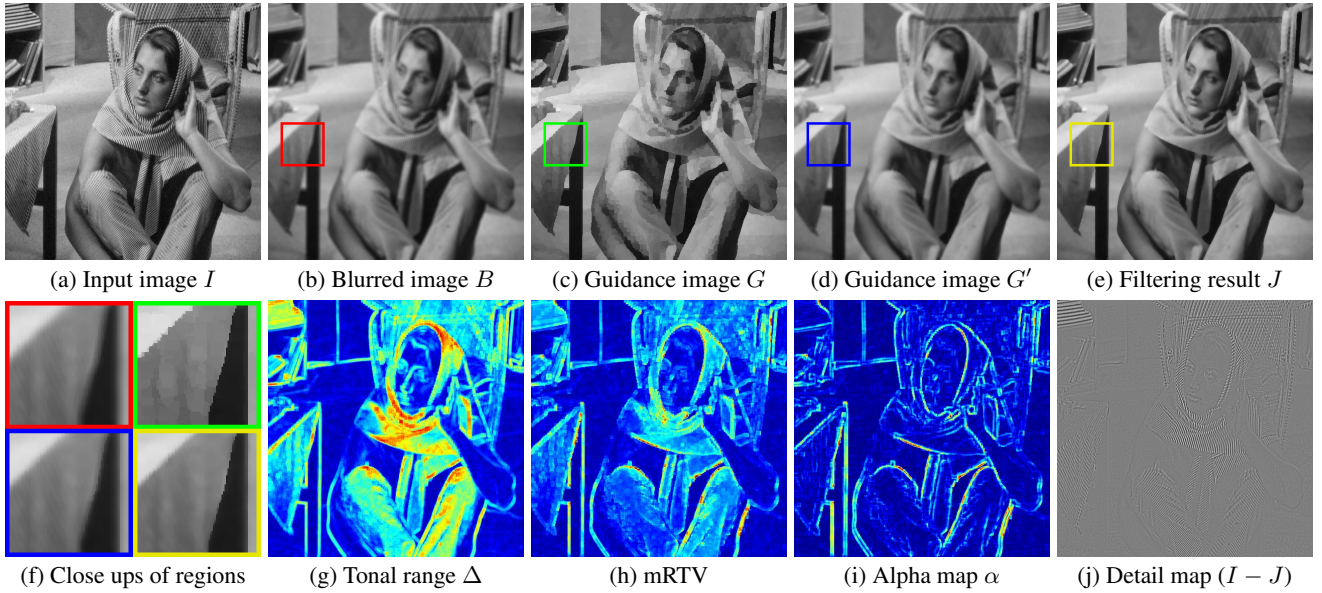 (a) Input image I
(b) Blurred image B
(c) Guidance image G
(d) Guidance image G′
(e) Filtering result J
(f) Close ups of regions
(g) Tonal range Δ
(h) mRTV
(i) Alpha map α
(j) Detail map (I − J)